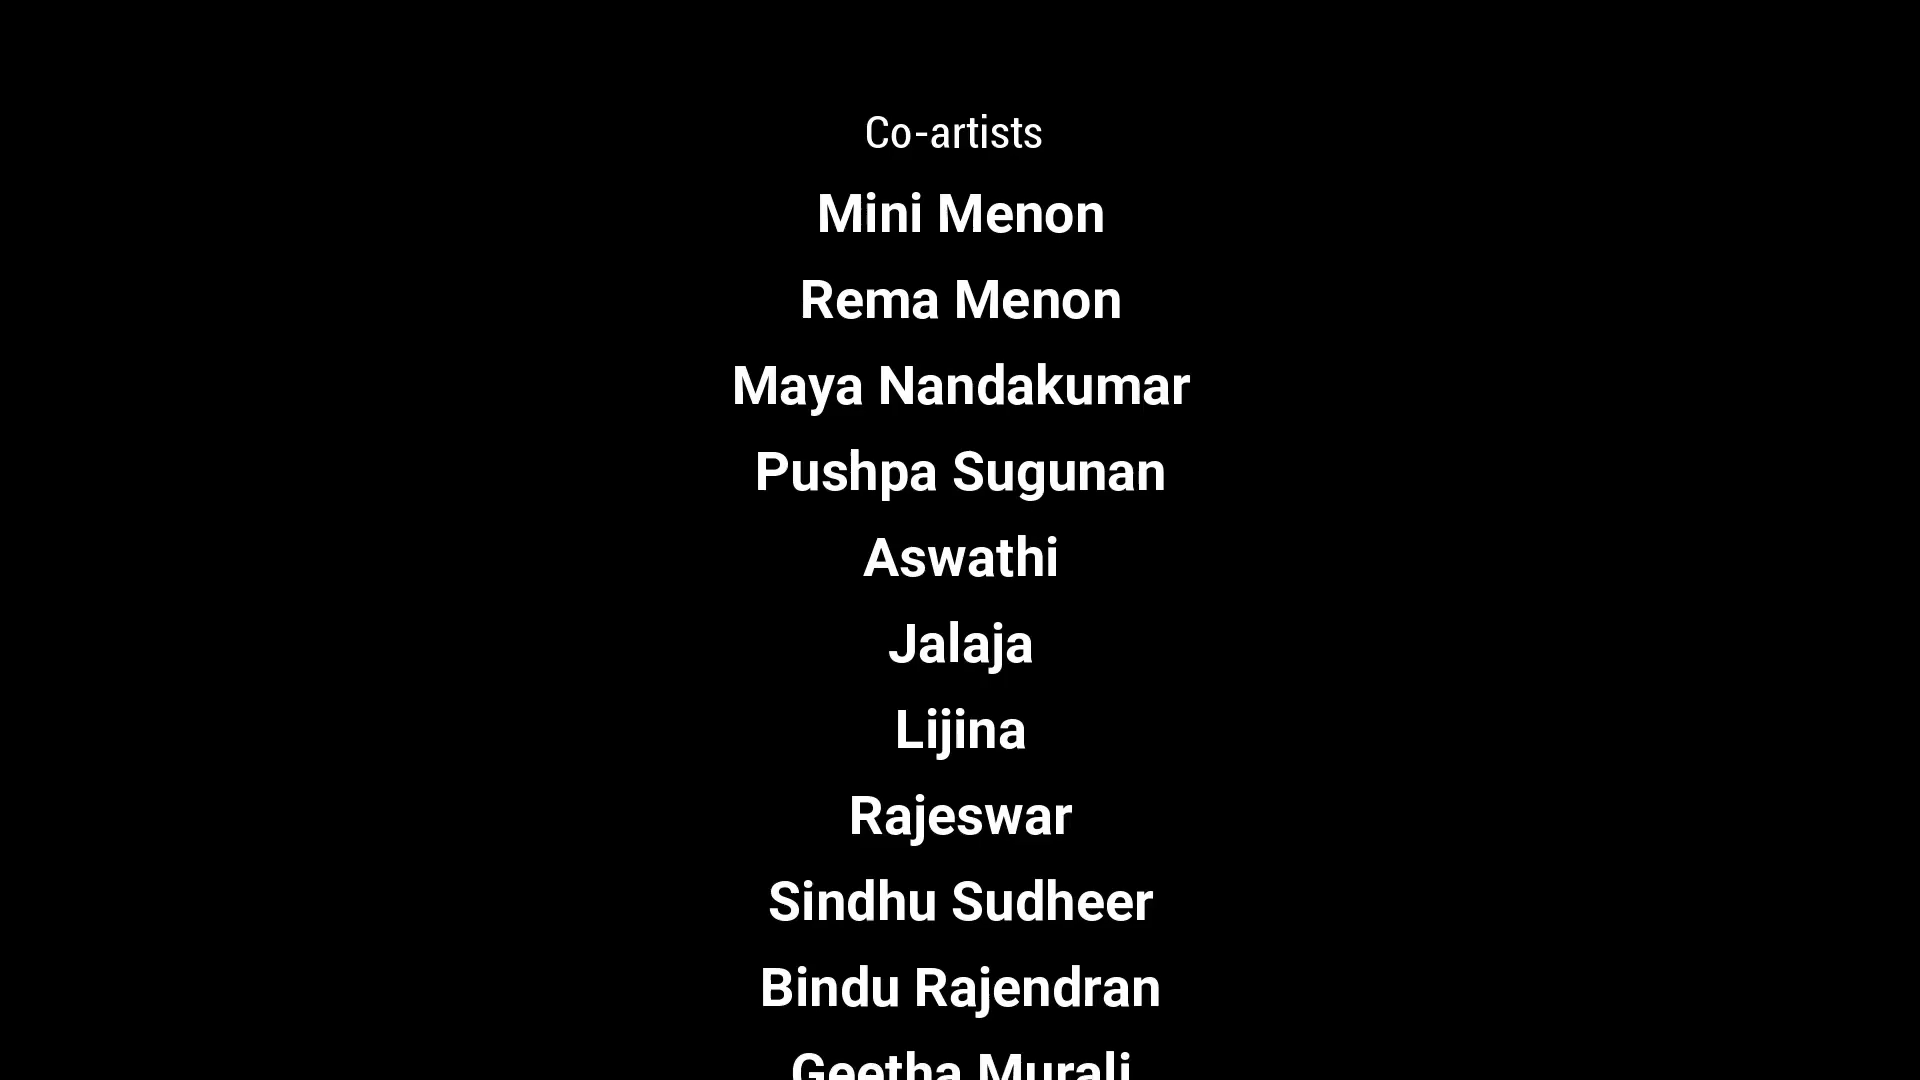 Co-artists
Mini Menon
Rema Menon
Maya Nandakumar
Pushpa Sugunan
Aswathi
Jalaja
Lijina
Rajeswar
Sindhu Sudheer
Bindu Rajendran
Geetha Murali